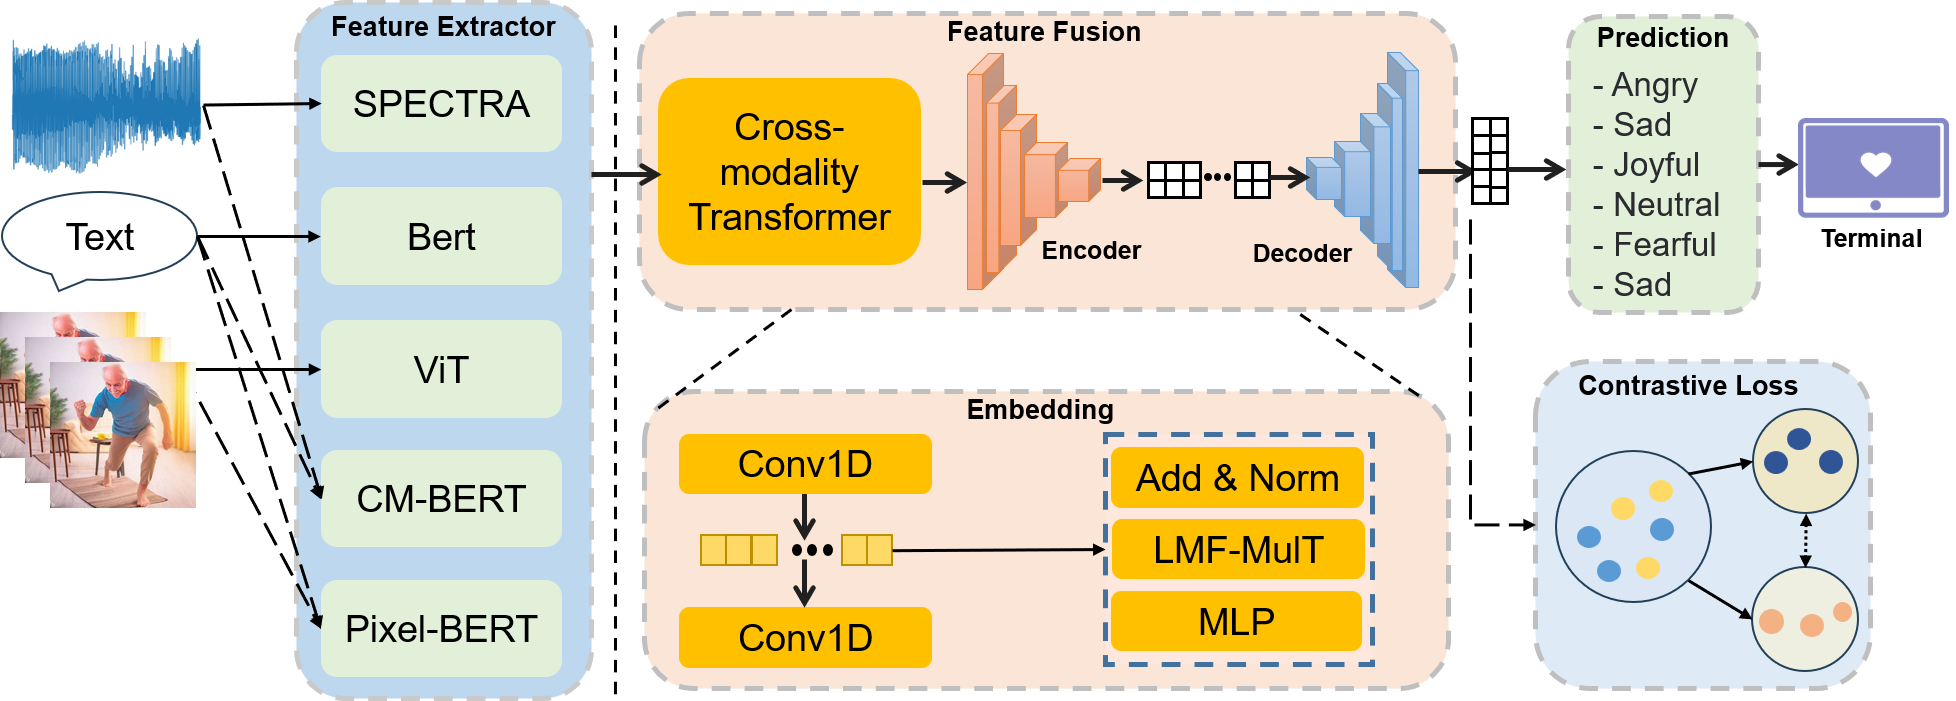 Feature Extractor
SPECTRA
Text
Bert
ViT
CM-BERT
Pixel-BERT
Feature Fusion
Cross-
modality
Transformer
Encoder
Decoder
Embedding
Conv1D
Conv1D
Add & Norm
LMF-MulT
MLP
Prediction
- Angry
- Sad
- Joyful
- Neutral
- Fearful
- Sad
Terminal
Contrastive Loss